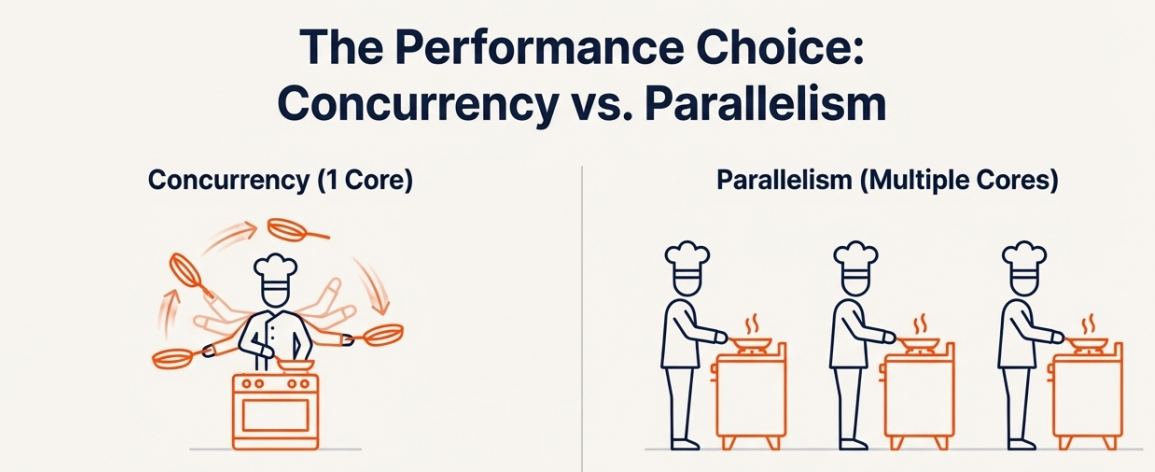 The Performance Choice:
Concurrency vs. Parallelism
Concurrency (1 Core)
Parallelism (Multiple Cores)